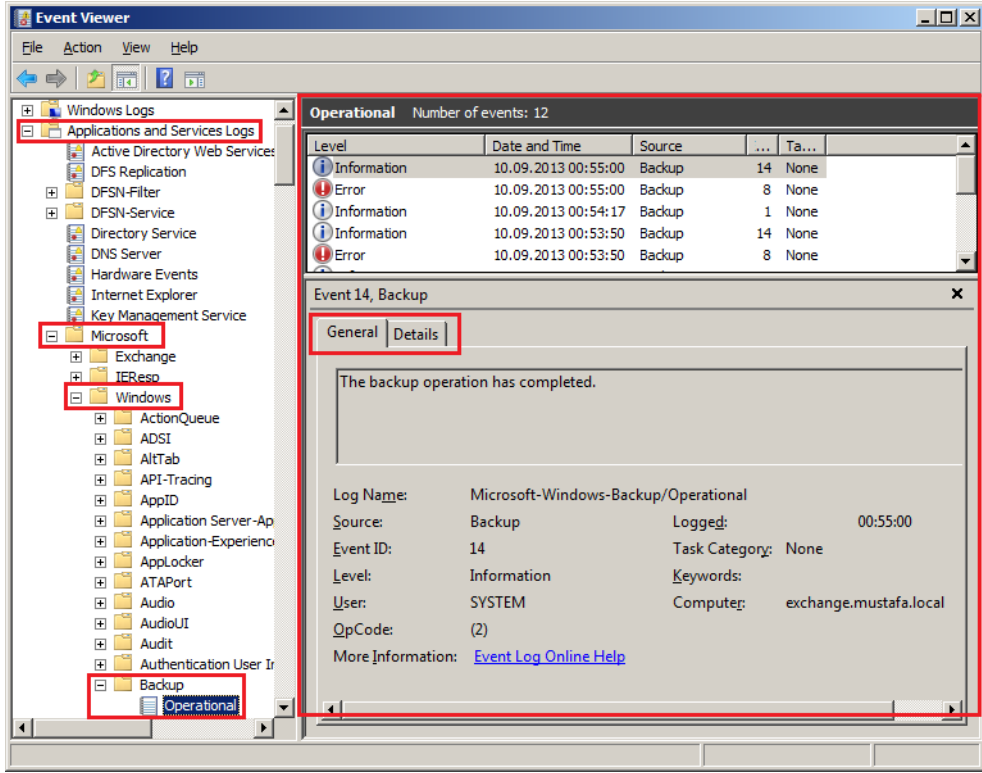 Event Viewer
File Action View Help
Windows Logs
Applications and Services Logs
Active Directory Web Services
DFS Replication
DFSN-Filter
DFSN-Service
Directory Service
DNS Server
Hardware Events
Internet Explorer
Key Management Service
Microsoft
Exchange
IEResp
Windows
ActionQueue
ADSI
AltTab
API-Tracing
AppID
Application Server-Ap
Application-Experienc
AppLocker
ATAPort
Audio
AudioUI
Audit
Authentication User In
Backup
Operational
Operational Number of events: 12
Level Date and Time Source ... Ta...
Information 10.09.2013 00:55:00 Backup 14 None
Error 10.09.2013 00:55:00 Backup 8 None
Information 10.09.2013 00:54:17 Backup 1 None
Information 10.09.2013 00:53:50 Backup 14 None
Error 10.09.2013 00:53:50 Backup 8 None
Event 14, Backup
General Details
The backup operation has completed.
Log Name: Microsoft-Windows-Backup/Operational
Source: Backup Logged: 00:55:00
Event ID: 14 Task Category: None
Level: Information Keywords:
User: SYSTEM Computer: exchange.mustafa.local
OpCode: (2)
More Information: Event Log Online Help